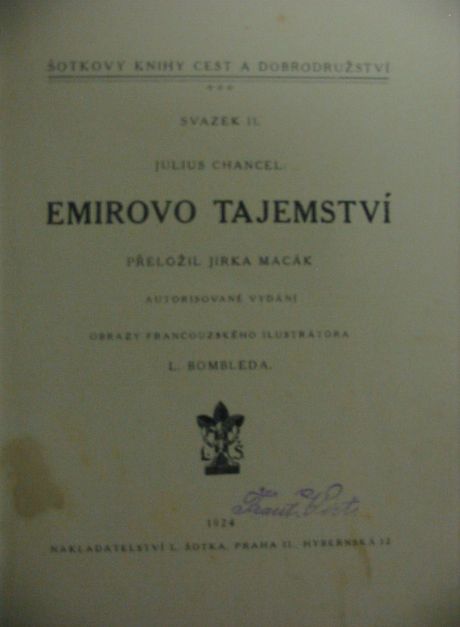 ŠOTKOVY KNIHY CEST A DOBRODRUŽSTVÍ
SVAZEK II.
JULIUS CHANCEL:
EMIROVO TAJEMSTVÍ
PŘELOŽIL JIRKA MACÁK
AUTORISOVANÉ VYDÁNÍ
OBRAZY FRANCOUZSKÉHO ILUSTRÁTORA
L. BOMBLEDA.
L Š
Frant.
1924
NAKLADATELSTVÍ L. ŠOTKA, PRAHA II., HYBERNSKÁ 12